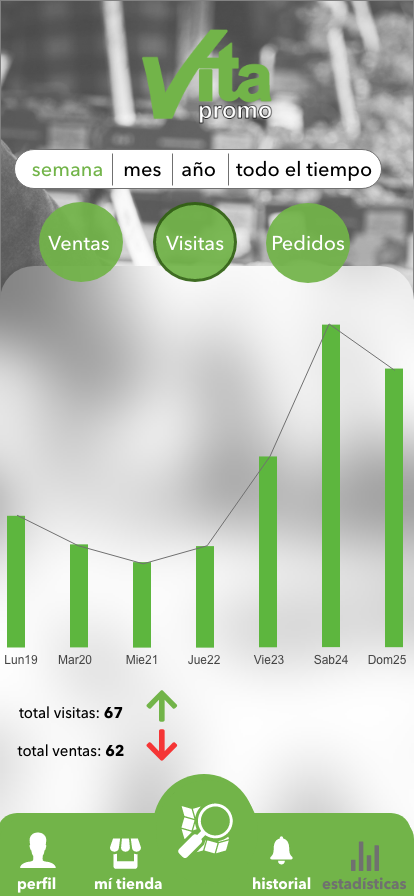 Vita
promo
semana mes año todo el tiempo
Ventas Visitas Pedidos
Lun19 Mar20 Mie21 Jue22 Vie23 Sab24 Dom25
total visitas: 67
total ventas: 62
perfil mí tienda historial estadísticas